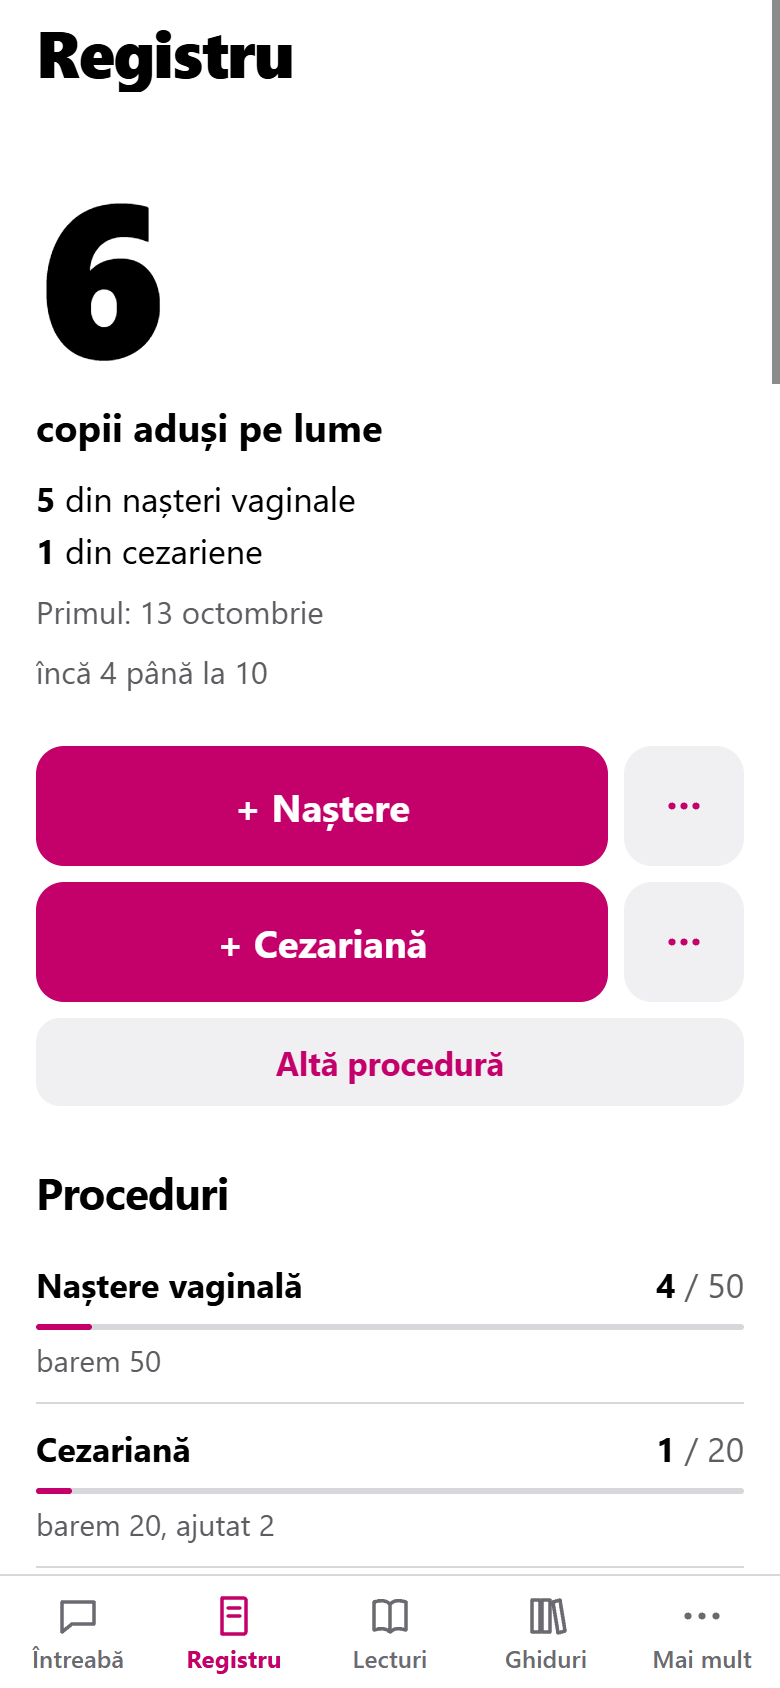 Registru
6
copii aduși pe lume
5 din nașteri vaginale
1 din cezariene
Primul: 13 octombrie
încă 4 până la 10
+ Naștere
...
+ Cezariană
...
Altă procedură
Proceduri
Naștere vaginală 4 / 50
barem 50
Cezariană 1 / 20
barem 20, ajutat 2
Întreabă Registru Lecturi Ghiduri Mai mult